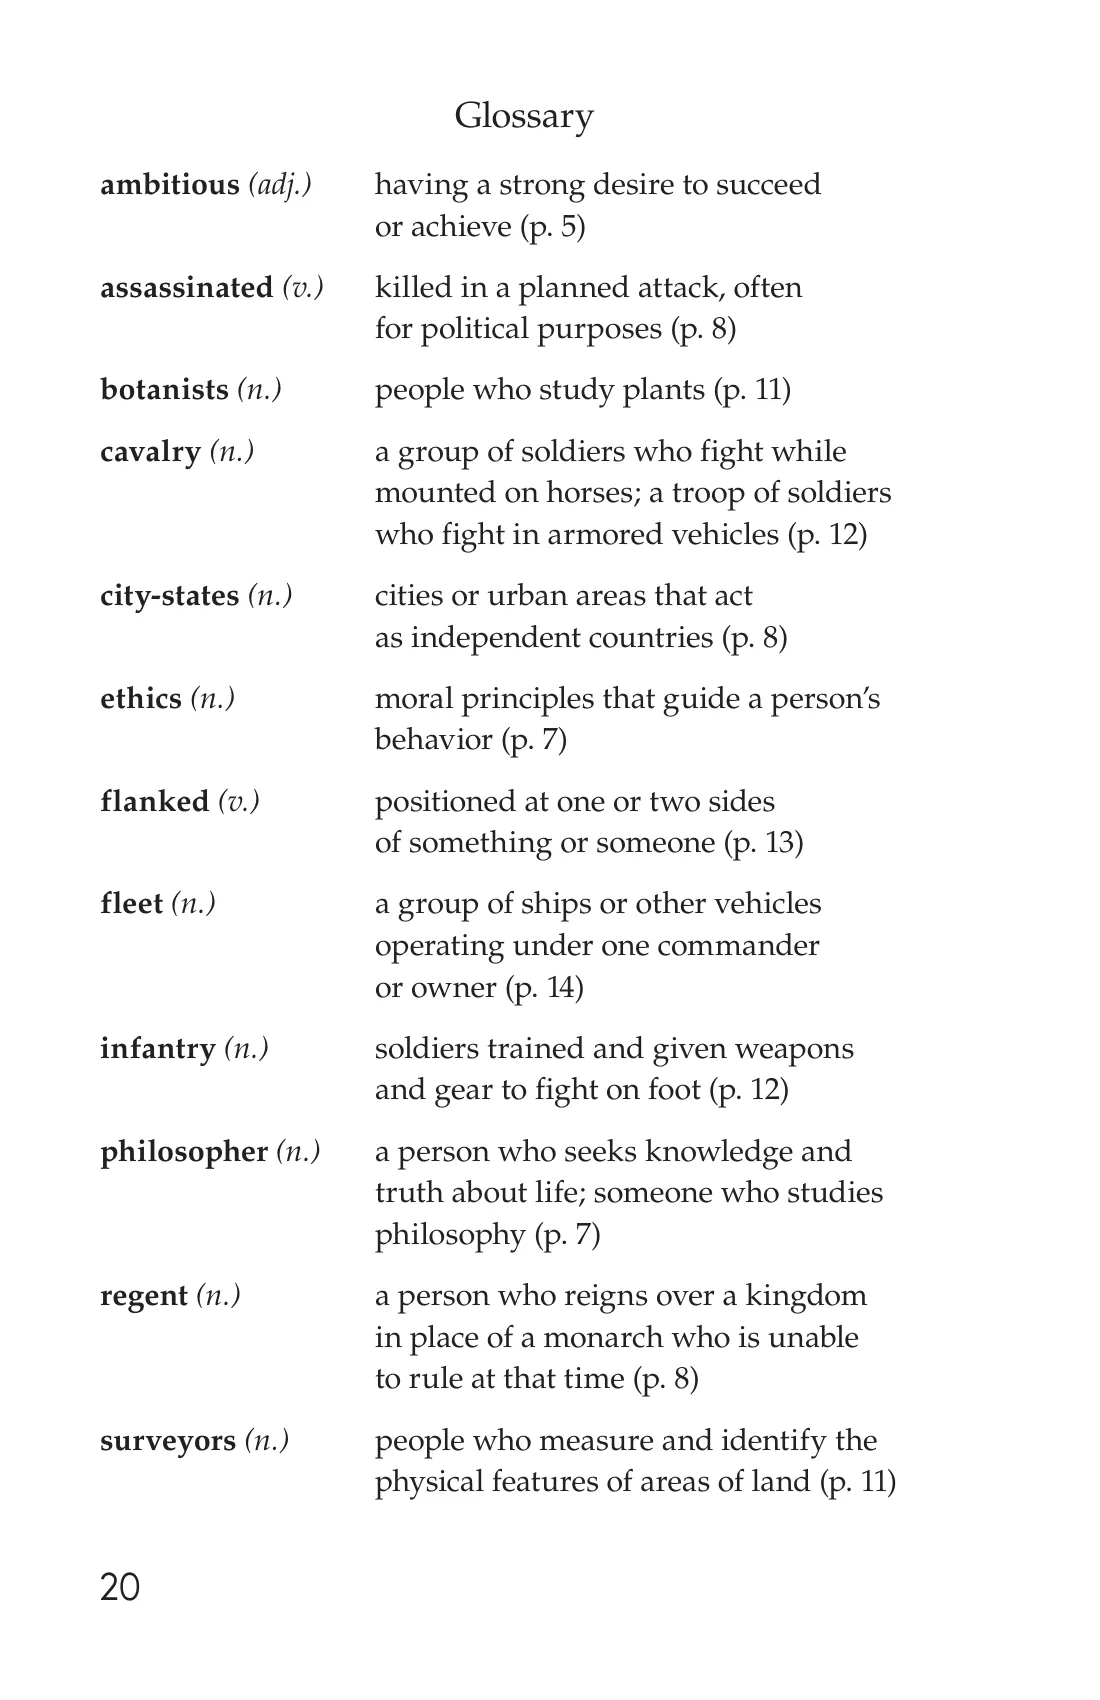 Glossary
ambitious (adj.) having a strong desire to succeed
or achieve (p. 5)
assassinated (v.) killed in a planned attack, often
for political purposes (p. 8)
botanists (n.) people who study plants (p. 11)
cavalry (n.) a group of soldiers who fight while
mounted on horses; a troop of soldiers
who fight in armored vehicles (p. 12)
city-states (n.) cities or urban areas that act
as independent countries (p. 8)
ethics (n.) moral principles that guide a person’s
behavior (p. 7)
flanked (v.) positioned at one or two sides
of something or someone (p. 13)
fleet (n.) a group of ships or other vehicles
operating under one commander
or owner (p. 14)
infantry (n.) soldiers trained and given weapons
and gear to fight on foot (p. 12)
philosopher (n.) a person who seeks knowledge and
truth about life; someone who studies
philosophy (p. 7)
regent (n.) a person who reigns over a kingdom
in place of a monarch who is unable
to rule at that time (p. 8)
surveyors (n.) people who measure and identify the
physical features of areas of land (p. 11)
20